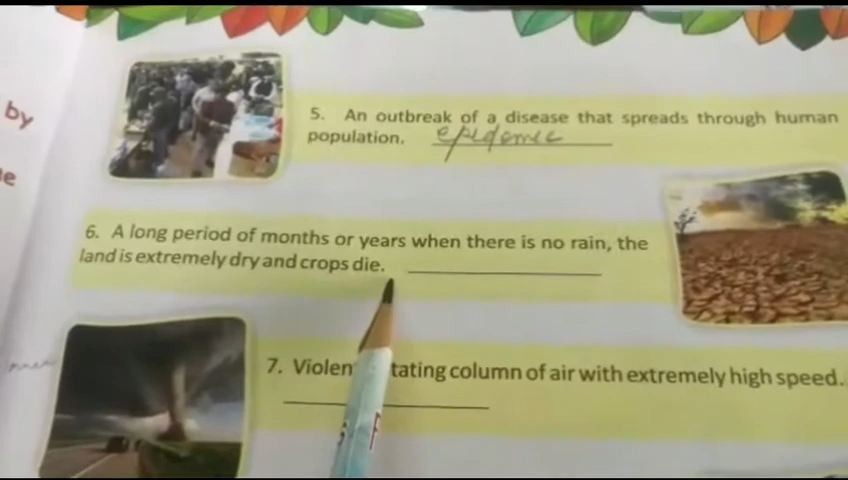 by
e
5. An outbreak of a disease that spreads through human
population. epidemic
6. A long period of months or years when there is no rain, the
land is extremely dry and crops die.
7. Violen tating column of air with extremely high speed.